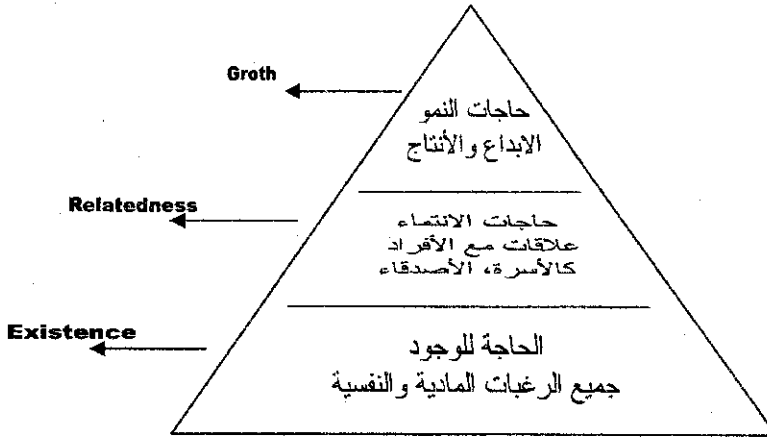 Groth
حاجات النمو
الابداع والأنتاج
Relatedness
حاجات الانتماء
علاقات مع الأفراد
كالأسرة، الأصدقاء
Existence
الحاجة للوجود
جميع الرغبات المادية والنفسية